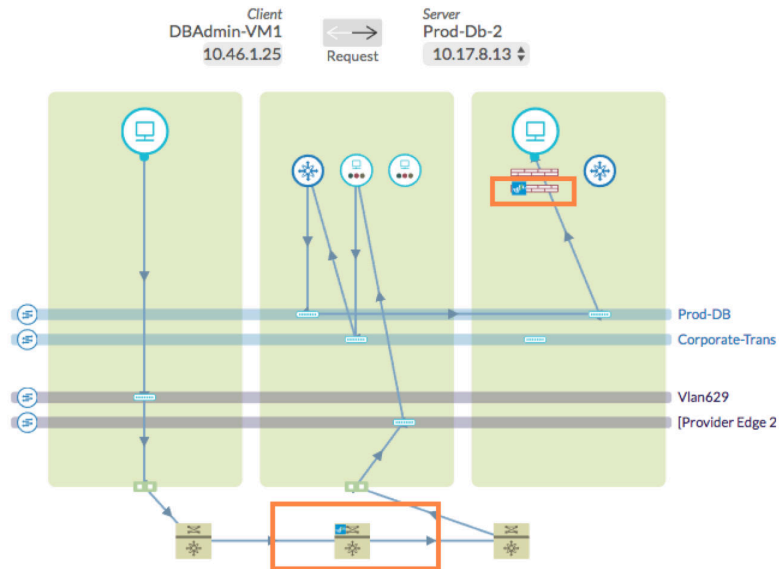 Client
DBAdmin-VM1
10.46.1.25
Request
Server
Prod-Db-2
10.17.8.13
Prod-DB
Corporate-Trans
Vlan629
[Provider Edge 2